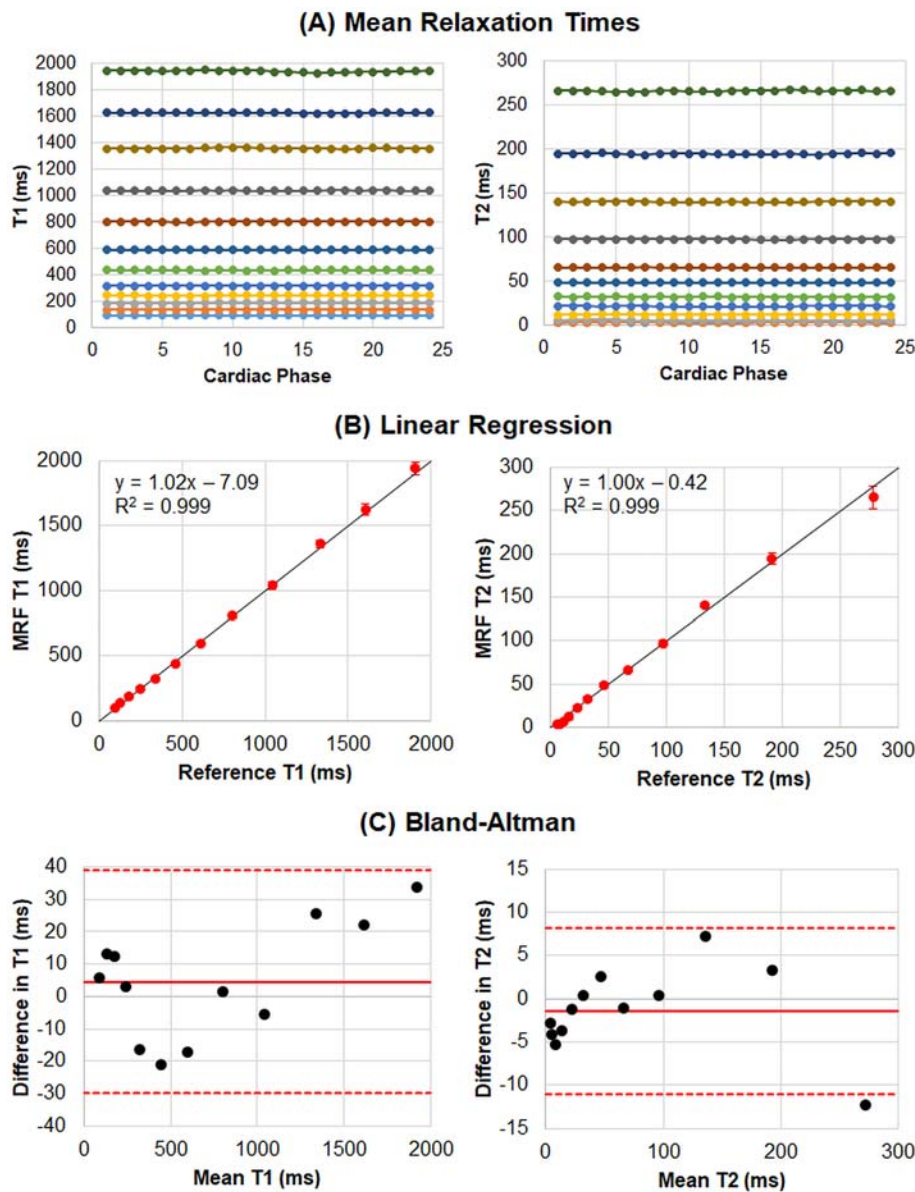 (A) Mean Relaxation Times
2000
1800
1600
1400
1200
1000
800
600
400
200
0
T1 (ms)
0 5 10 15 20 25
Cardiac Phase
300
250
200
150
100
50
0
T2 (ms)
0 5 10 15 20 25
Cardiac Phase
(B) Linear Regression
2000
1500
1000
500
0
MRF T1 (ms)
y = 1.02x – 7.09
R² = 0.999
0 500 1000 1500 2000
Reference T1 (ms)
300
250
200
150
100
50
0
MRF T2 (ms)
y = 1.00x – 0.42
R² = 0.999
0 50 100 150 200 250 300
Reference T2 (ms)
(C) Bland-Altman
40
30
20
10
0
-10
-20
-30
-40
Difference in T1 (ms)
0 500 1000 1500 2000
Mean T1 (ms)
15
10
5
0
-5
-10
-15
Difference in T2 (ms)
0 100 200 300
Mean T2 (ms)